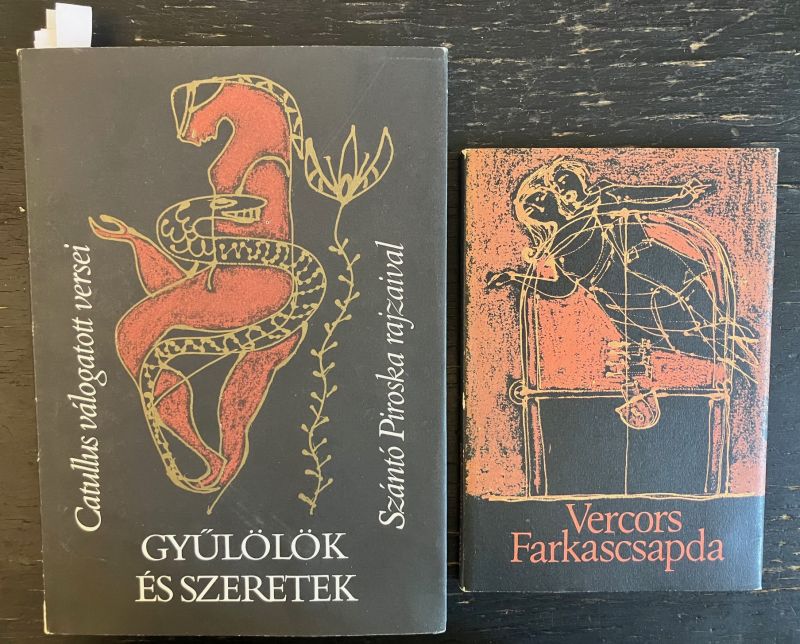 Catullus válogatott versei
Szántó Piroska rajzaival
GYŰLÖLÖK
ÉS SZERETEK
Vercors
Farkascsapda